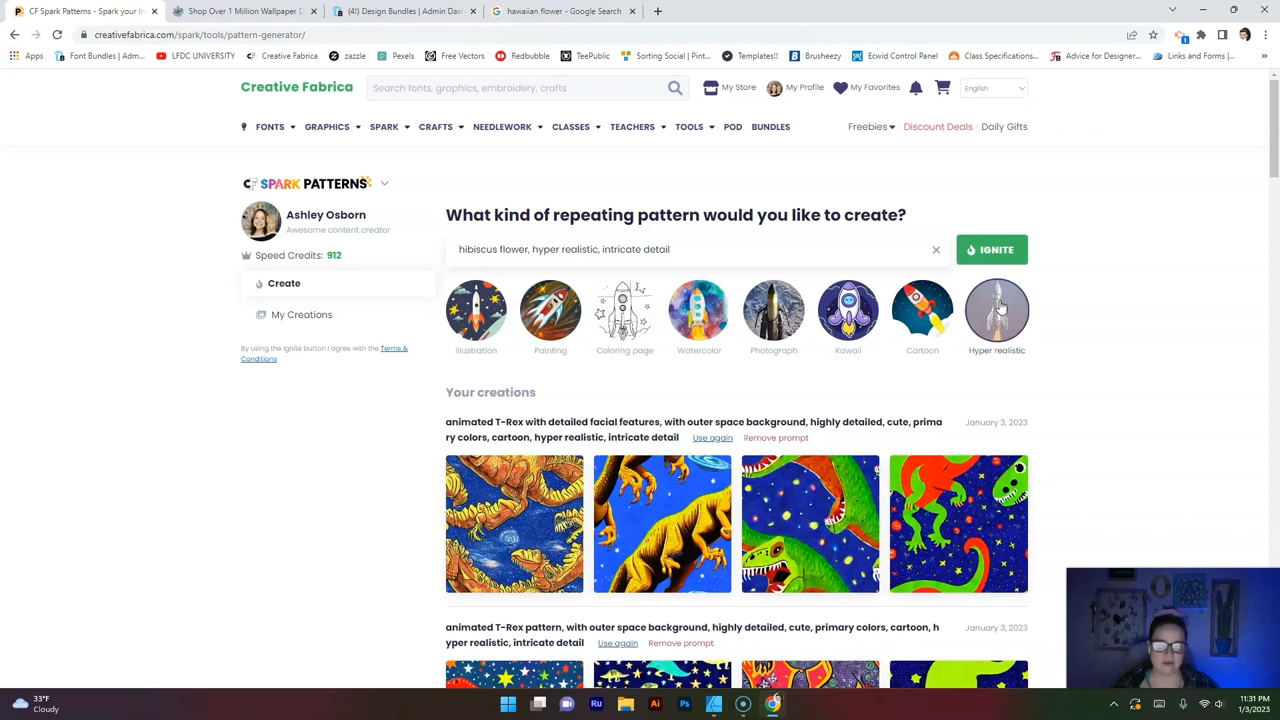 CF Spark Patterns - In
Shop Over 1 Million Wallpaper D
(4) Design Bundles | Admin Das
hawaiian flower - Google Search
creativefabrica.com/spark/tools/pattern-generator/
Apps
Font Bundles | Adm...
LFDC UNIVERSITY
Creative Fabrica
zazzle
Pexels
Free Vectors
Redbubble
TeePublic
Sorting Social | Pint...
Templates!!
Brusheezy
Ecwid Control Panel
Class Specifications...
Advice for Designer...
Links and Forms |...
Creative Fabrica
Search fonts, graphics, embroidery, crafts
My Store
My Profile
My Favorites
English
FONTS
GRAPHICS
SPARK
CRAFTS
NEEDLEWORK
CLASSES
TEACHERS
TOOLS
POD
BUNDLES
Freebies
Discount Deals
Daily Gifts
CF SPARK PATTERNS
Ashley Osborn
Awesome content creator
Speed Credits: 912
Create
My Creations
By using the Ignite button I agree with the Terms &
Conditions
What kind of repeating pattern would you like to create?
hibiscus flower, hyper realistic, intricate detail
IGNITE
Illustration
Painting
Coloring page
Watercolor
Photograph
Kawaii
Cartoon
Hyper realistic
Your creations
animated T-Rex with detailed facial features, with outer space background, highly detailed, cute, prima
ry colors, cartoon, hyper realistic, intricate detail Use again Remove prompt
January 3, 2023
animated T-Rex pattern, with outer space background, highly detailed, cute, primary colors, cartoon, h
yper realistic, intricate detail Use again Remove prompt
January 3, 2023
33°F
Cloudy
Ru
Ai
Ps
11:31 PM
1/3/2023